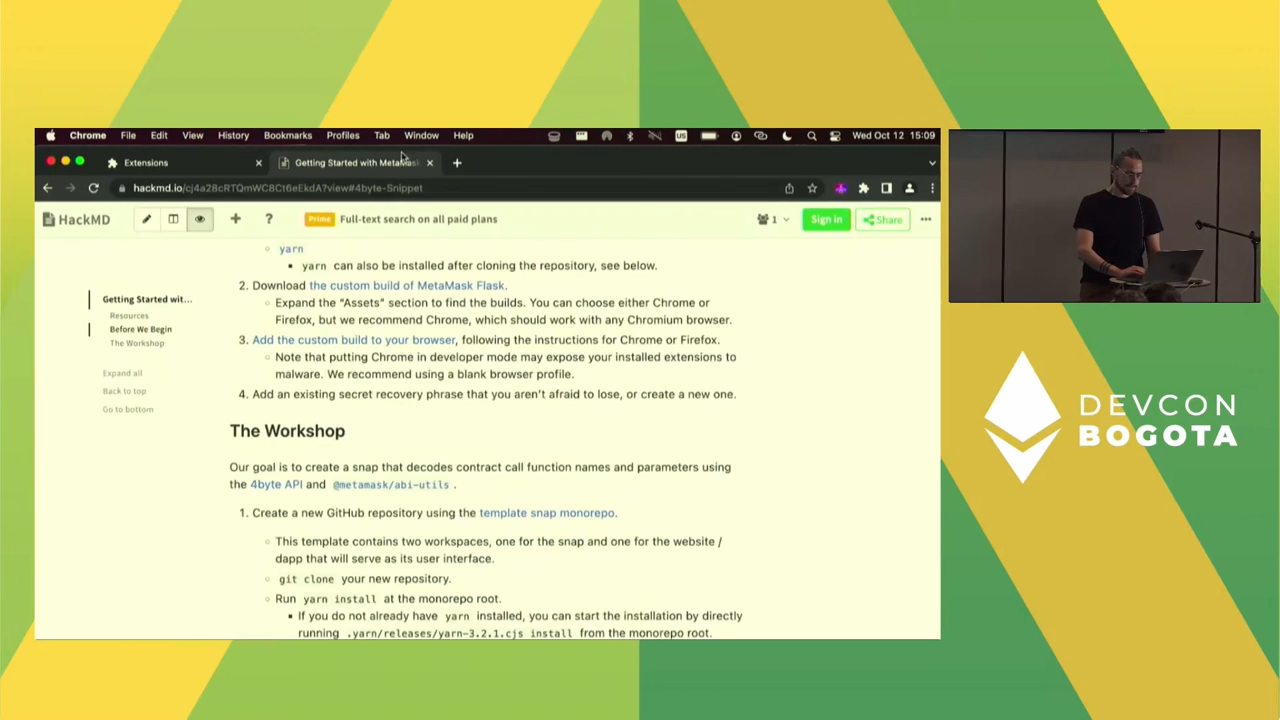 Chrome File Edit View History Bookmarks Profiles Tab Window Help
US
Wed Oct 12 15:09
Extensions
Getting Started with MetaMas
hackmd.io/cj4a28cRTQmWC8Ct6eEkdA?view#4byte-Snippet
HackMD
Prime Full-text search on all paid plans
1
Sign in
Share
Getting Started wit...
Resources
Before We Begin
The Workshop
Expand all
Back to top
Go to bottom
yarn
yarn can also be installed after cloning the repository, see below.
2. Download the custom build of MetaMask Flask.
Expand the “Assets” section to find the builds. You can choose either Chrome or
Firefox, but we recommend Chrome, which should work with any Chromium browser.
3. Add the custom build to your browser, following the instructions for Chrome or Firefox.
Note that putting Chrome in developer mode may expose your installed extensions to
malware. We recommend using a blank browser profile.
4. Add an existing secret recovery phrase that you aren’t afraid to lose, or create a new one.
The Workshop
Our goal is to create a snap that decodes contract call function names and parameters using
the 4byte API and @metamask/abi-utils .
1. Create a new GitHub repository using the template snap monorepo.
This template contains two workspaces, one for the snap and one for the website /
dapp that will serve as its user interface.
git clone your new repository.
Run yarn install at the monorepo root.
If you do not already have yarn installed, you can start the installation by directly
running .yarn/releases/yarn-3.2.1.cjs install from the monorepo root.
DEVCON
BOGOTA